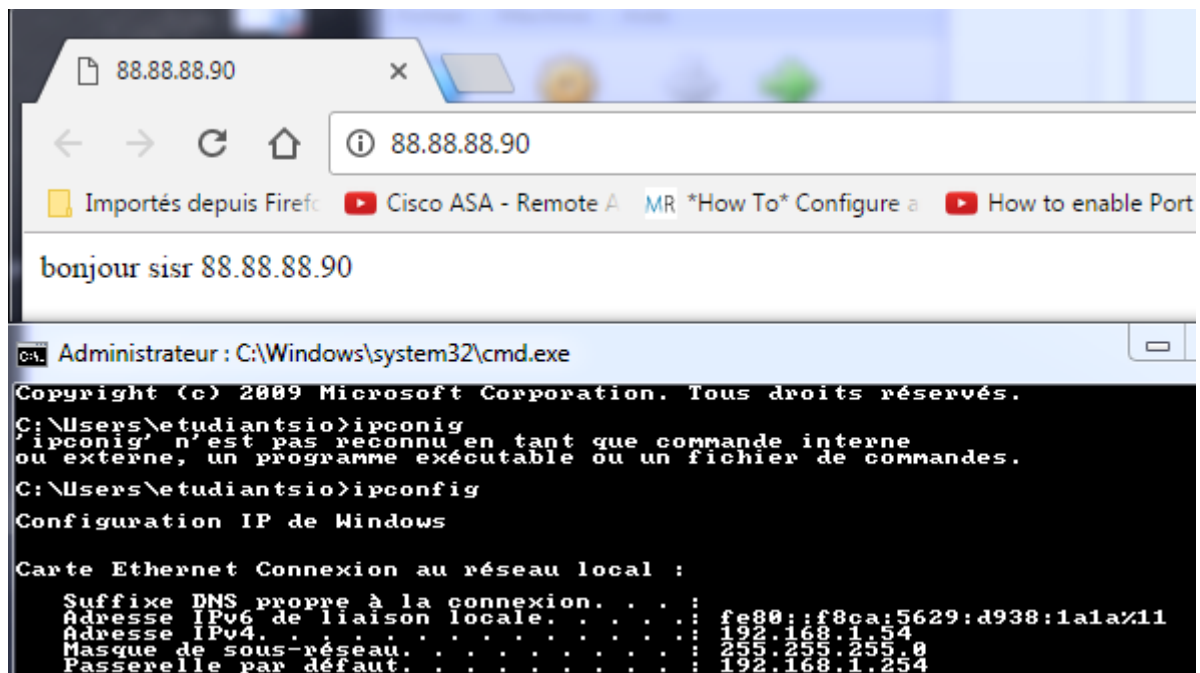 88.88.88.90
88.88.88.90
Importés depuis Firefo
Cisco ASA - Remote A
MR *How To* Configure a
How to enable Port
bonjour sisr 88.88.88.90
Administrateur : C:\Windows\system32\cmd.exe
Copyright (c) 2009 Microsoft Corporation. Tous droits réservés.
C:\Users\etudiantsio>ipconig
'ipconig' n'est pas reconnu en tant que commande interne
ou externe, un programme exécutable ou un fichier de commandes.
C:\Users\etudiantsio>ipconfig
Configuration IP de Windows
Carte Ethernet Connexion au réseau local :
Suffixe DNS propre à la connexion. . . :
Adresse IPv6 de liaison locale. . . . .: fe80::f8ca:5629:d938:1a1a%11
Adresse IPv4. . . . . . . . . . . . . .: 192.168.1.54
Masque de sous-réseau. . . . . . . . . : 255.255.255.0
Passerelle par défaut. . . . . . . . . : 192.168.1.254